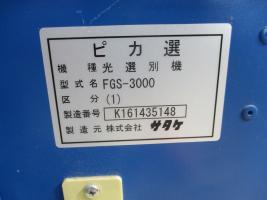 ピカ選
機種 光選別機
型式名 FGS-3000
区分 (1)
製造番号 K161435148
製造元 株式会社 サタケ